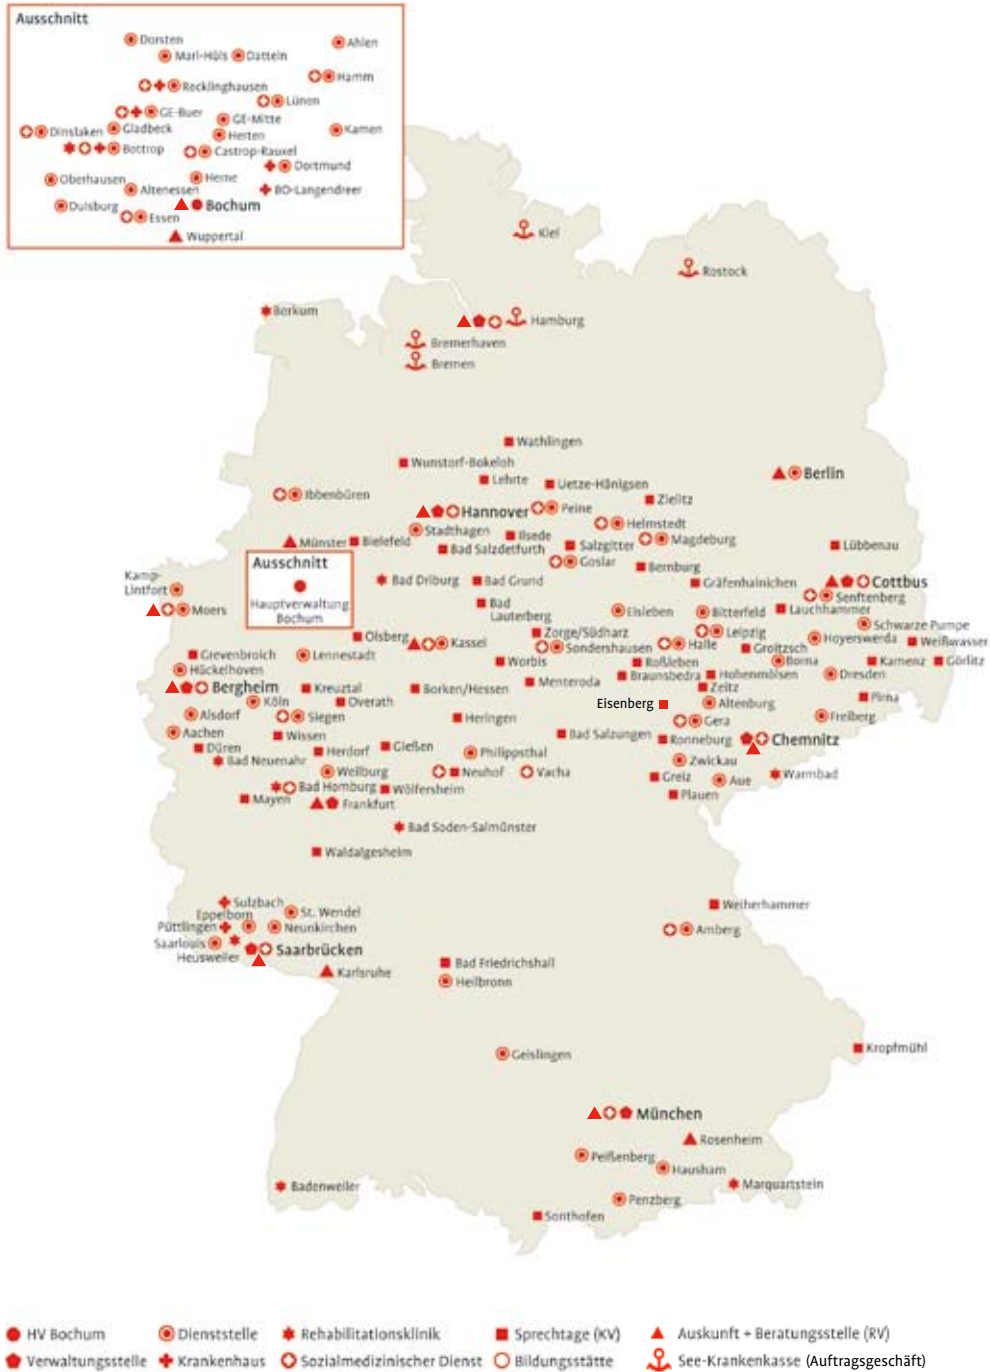 Ausschnitt
Dorsten
Ahlen
Marl-Hüls
Datteln
Hamm
Recklinghausen
Lünen
GE-Buer
GE-Mitte
Dinslaken
Gladbeck
Herten
Kamen
Bottrop
Castrop-Rauxel
Dortmund
Oberhausen
Herne
Altenessen
BO-Langendreer
Duisburg
Bochum
Essen
Wuppertal
Kiel
Rostock
Borkum
Hamburg
Bremerhaven
Bremen
Wathlingen
Wunstorf-Bokeloh
Lehrte
Uetze-Hänigsen
Berlin
Ibbenbüren
Zielitz
Hannover
Peine
Stadthagen
Helmstedt
Münster
Bielefeld
Ilsede
Magdeburg
Bad Salzdetfurth
Salzgitter
Lübbenau
Ausschnitt
Goslar
Bernburg
Kamp-
Lintfort
Hauptverwaltung
Bochum
Bad Driburg
Bad Grund
Gräfenhainichen
Cottbus
Senftenberg
Moers
Bad
Lauterberg
Eisleben
Bitterfeld
Lauchhammer
Schwarze Pumpe
Olsberg
Kassel
Zorge/Südharz
Leipzig
Hoyerswerda
Weißwasser
Sondershausen
Halle
Groitzsch
Grevenbroich
Lennestadt
Worbis
Roßleben
Borna
Kamenz
Görlitz
Hückelhoven
Braunsbedra
Hohenmölsen
Dresden
Bergheim
Kreuztal
Borken/Hessen
Menteroda
Zeitz
Köln
Overath
Eisenberg
Altenburg
Pirna
Alsdorf
Siegen
Heringen
Gera
Freiberg
Aachen
Wissen
Bad Salzungen
Ronneburg
Chemnitz
Düren
Herdorf
Gießen
Philippsthal
Bad Neuenahr
Zwickau
Weilburg
Neuhof
Vacha
Greiz
Aue
Warmbad
Bad Homburg
Wölfersheim
Mayen
Frankfurt
Plauen
Bad Soden-Salmünster
Waldalgesheim
Sulzbach
Weiherhammer
Eppelborn
St. Wendel
Püttlingen
Neunkirchen
Amberg
Saarlouis
Heusweiler
Saarbrücken
Karlsruhe
Bad Friedrichshall
Heilbronn
Geislingen
Kropfmühl
München
Rosenheim
Peißenberg
Hausham
Badenweiler
Marquartstein
Penzberg
Sonthofen
HV Bochum
Dienststelle
Rehabilitationsklinik
Sprechtage (KV)
Auskunft + Beratungsstelle (RV)
Verwaltungsstelle
Krankenhaus
Sozialmedizinischer Dienst
Bildungsstätte
See-Krankenkasse (Auftragsgeschäft)